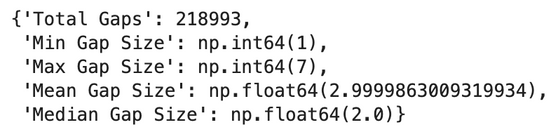 {'Total Gaps': 218993,
'Min Gap Size': np.int64(1),
'Max Gap Size': np.int64(7),
'Mean Gap Size': np.float64(2.9999863009319934),
'Median Gap Size': np.float64(2.0)}